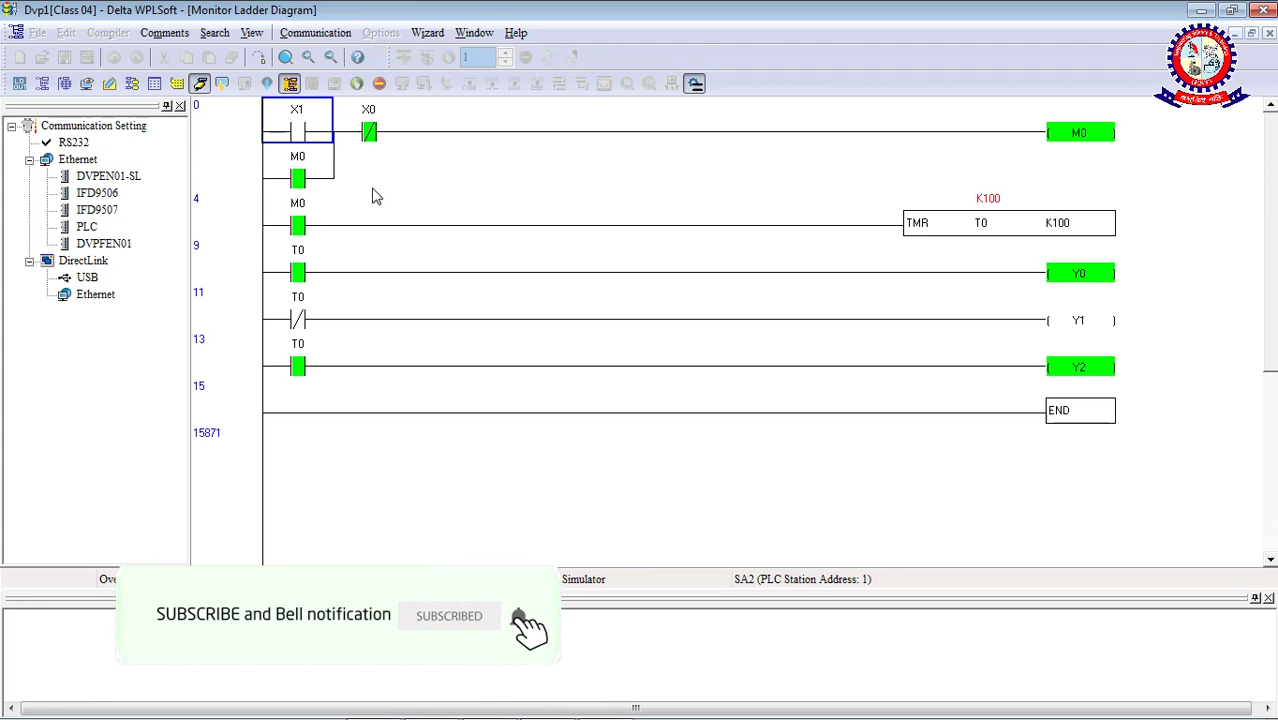 Dvp1[Class 04] - Delta WPLSoft - [Monitor Ladder Diagram]
File Edit Compiler Comments Search View Communication Options Wizard Window Help
1
Communication Setting
RS232
Ethernet
DVPEN01-SL
IFD9506
IFD9507
PLC
DVPFEN01
DirectLink
USB
Ethernet
0
X1 X0
M0
M0
4
M0
K100
TMR T0 K100
9
T0
Y0
11
T0
Y1
13
T0
Y2
15
END
15871
Ove
Simulator
SA2 (PLC Station Address: 1)
SUBSCRIBE and Bell notification SUBSCRIBED